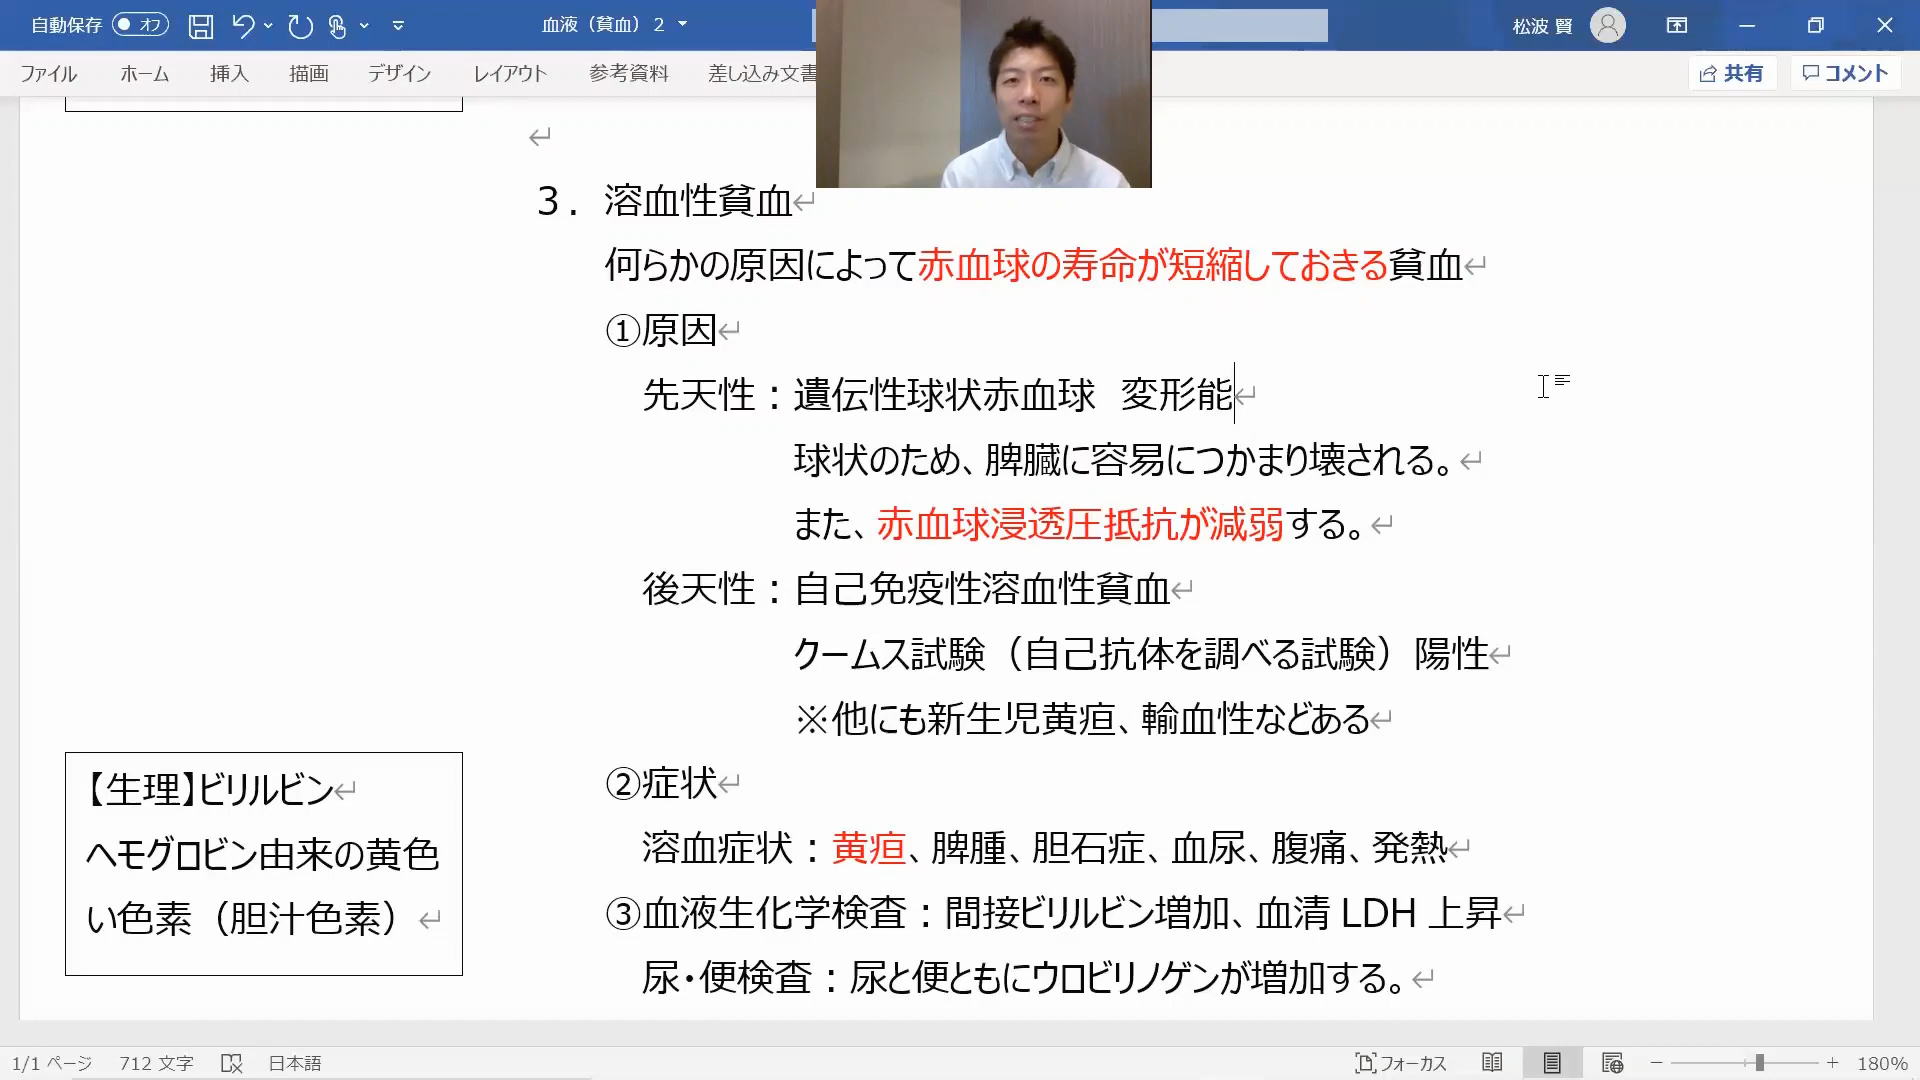 自動保存 オフ 血液（貧血）２ 松波 賢
ファイル ホーム 挿入 描画 デザイン レイアウト 参考資料 差し込み文書 共有 コメント
３．溶血性貧血
何らかの原因によって赤血球の寿命が短縮しておきる貧血
①原因
先天性：遺伝性球状赤血球　変形能
球状のため、脾臓に容易につかまり壊される。
また、赤血球浸透圧抵抗が減弱する。
後天性：自己免疫性溶血性貧血
クームス試験（自己抗体を調べる試験）陽性
※他にも新生児黄疸、輸血性などある
②症状
溶血症状：黄疸、脾腫、胆石症、血尿、腹痛、発熱
③血液生化学検査：間接ビリルビン増加、血清 LDH 上昇
尿・便検査：尿と便ともにウロビリノゲンが増加する。
【生理】ビリルビン
ヘモグロビン由来の黄色
い色素（胆汁色素）
1/1 ページ 712 文字 日本語 フォーカス 180%